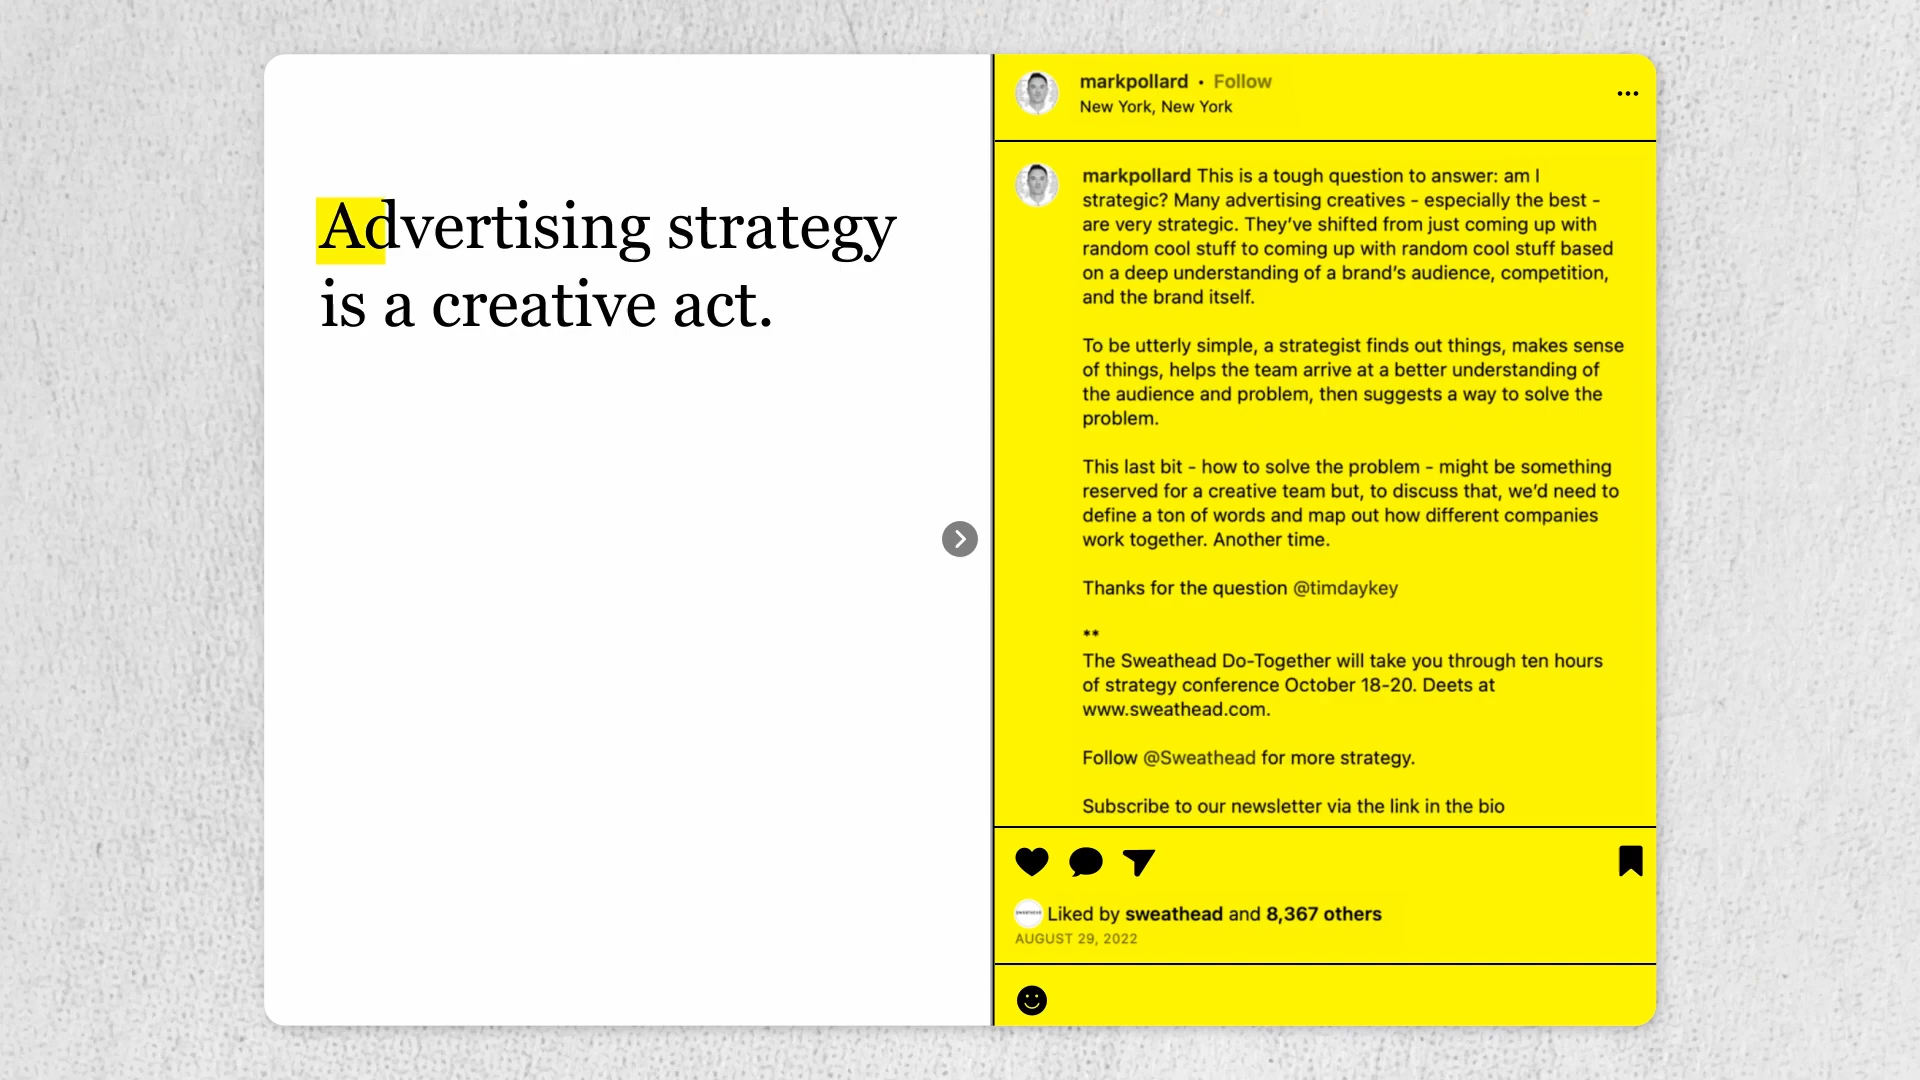 Advertising strategy
is a creative act.
markpollard • Follow
New York, New York
markpollard This is a tough question to answer: am I
strategic? Many advertising creatives - especially the best -
are very strategic. They’ve shifted from just coming up with
random cool stuff to coming up with random cool stuff based
on a deep understanding of a brand’s audience, competition,
and the brand itself.
To be utterly simple, a strategist finds out things, makes sense
of things, helps the team arrive at a better understanding of
the audience and problem, then suggests a way to solve the
problem.
This last bit - how to solve the problem - might be something
reserved for a creative team but, to discuss that, we’d need to
define a ton of words and map out how different companies
work together. Another time.
Thanks for the question @timdaykey
**
The Sweathead Do-Together will take you through ten hours
of strategy conference October 18-20. Deets at
www.sweathead.com.
Follow @Sweathead for more strategy.
Subscribe to our newsletter via the link in the bio
Liked by sweathead and 8,367 others
AUGUST 29, 2022